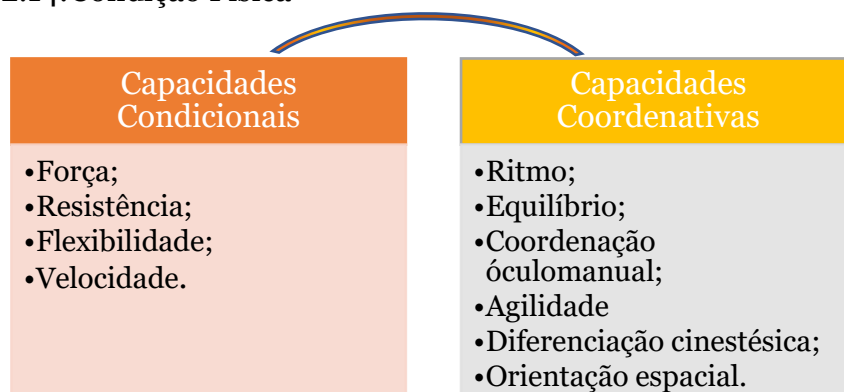 Capacidades
Condicionais
•Força;
•Resistência;
•Flexibilidade;
•Velocidade.
Capacidades
Coordenativas
•Ritmo;
•Equilíbrio;
•Coordenação
óculomanual;
•Agilidade
•Diferenciação cinestésica;
•Orientação espacial.